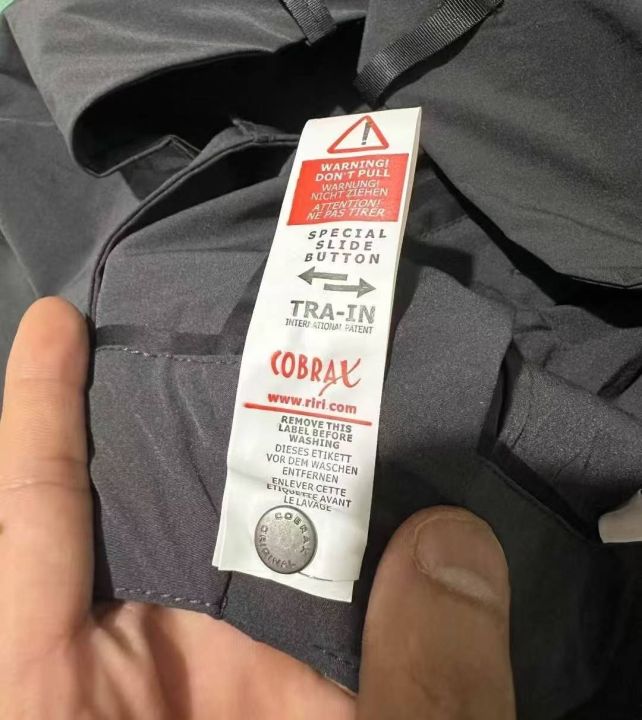 !
WARNING!
DON'T PULL
WARNUNG!
NICHT ZIEHEN
ATTENTION!
NE PAS TIRER
SPECIAL
SLIDE
BUTTON
TRA-IN
INTERNATIONAL PATENT
COBRAX
www.riri.com
REMOVE THIS
LABEL BEFORE
WASHING
DIESES ETIKETT
VOR DEM WASCHEN
ENTFERNEN
ENLEVER CETTE
ETIQUETTE AVANT
LE LAVAGE
COBRAX
ORIGINAL